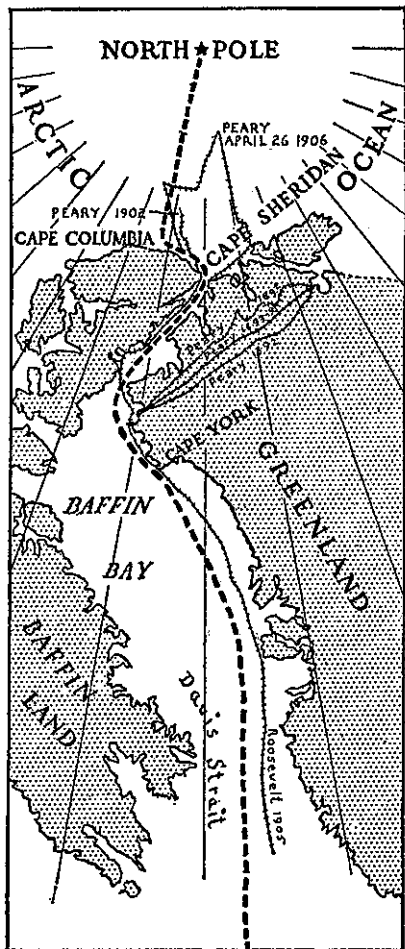 NORTH POLE
ARCTIC
OCEAN
PEARY
APRIL 26 1906
PEARY 1902
CAPE SHERIDAN
CAPE COLUMBIA
Peary
Peary
Peary
CAPE YORK
GREENLAND
BAFFIN
BAY
BAFFIN
LAND
Davis Strait
Roosevelt 1905